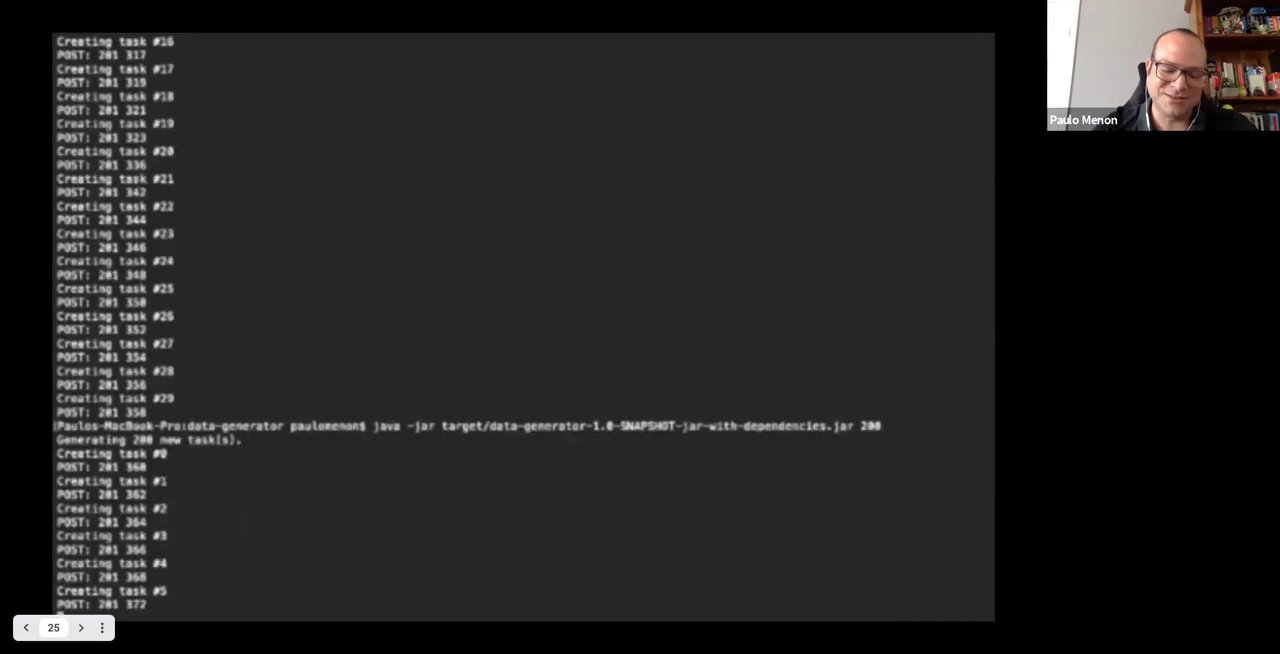 Creating task #16
POST: 201 317
Creating task #17
POST: 201 319
Creating task #18
POST: 201 321
Creating task #19
POST: 201 323
Creating task #20
POST: 201 336
Creating task #21
POST: 201 342
Creating task #22
POST: 201 344
Creating task #23
POST: 201 346
Creating task #24
POST: 201 348
Creating task #25
POST: 201 350
Creating task #26
POST: 201 352
Creating task #27
POST: 201 354
Creating task #28
POST: 201 356
Creating task #29
POST: 201 358
Paulos-MacBook-Pro:data-generator paulomenon$ java -jar target/data-generator-1.0-SNAPSHOT-jar-with-dependencies.jar 200
Generating 200 new task(s).
Creating task #0
POST: 201 360
Creating task #1
POST: 201 362
Creating task #2
POST: 201 364
Creating task #3
POST: 201 366
Creating task #4
POST: 201 368
Creating task #5
POST: 201 372
25
Paulo Menon